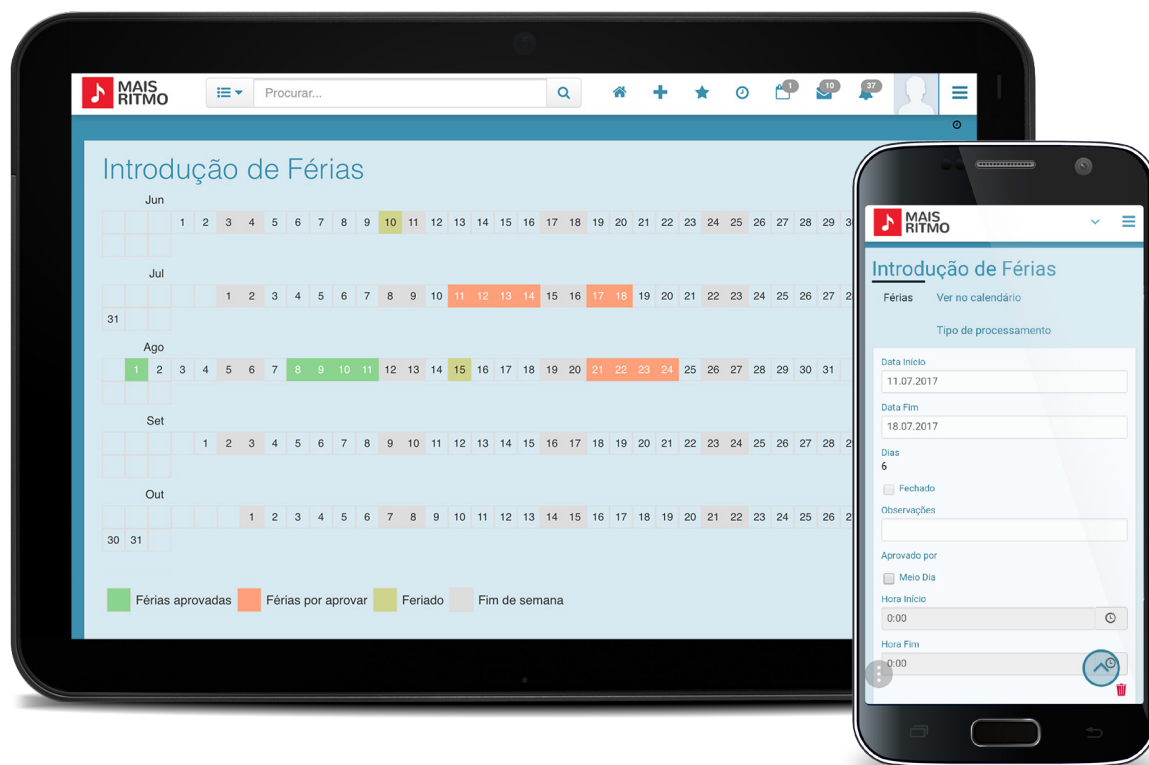 MAIS
RITMO
Procurar...
1
10
37
Introdução de Férias
Jun
1 2 3 4 5 6 7 8 9 10 11 12 13 14 15 16 17 18 19 20 21 22 23 24 25 26 27 28 29
Jul
1 2 3 4 5 6 7 8 9 10 11 12 13 14 15 16 17 18 19 20 21 22 23 24 25 26 27
31
Ago
1 2 3 4 5 6 7 8 9 10 11 12 13 14 15 16 17 18 19 20 21 22 23 24 25 26 27 28 29 30 31
Set
1 2 3 4 5 6 7 8 9 10 11 12 13 14 15 16 17 18 19 20 21 22 23 24 25 26 27 28
Out
1 2 3 4 5 6 7 8 9 10 11 12 13 14 15 16 17 18 19 20 21 22 23 24 25 26
30 31
Férias aprovadas Férias por aprovar Feriado Fim de semana
MAIS
RITMO
Introdução de Férias
Férias Ver no calendário
Tipo de processamento
Data Início
11.07.2017
Data Fim
18.07.2017
Dias
6
Fechado
Observações
Aprovado por
Meio Dia
Hora Início
0:00
Hora Fim
0:00